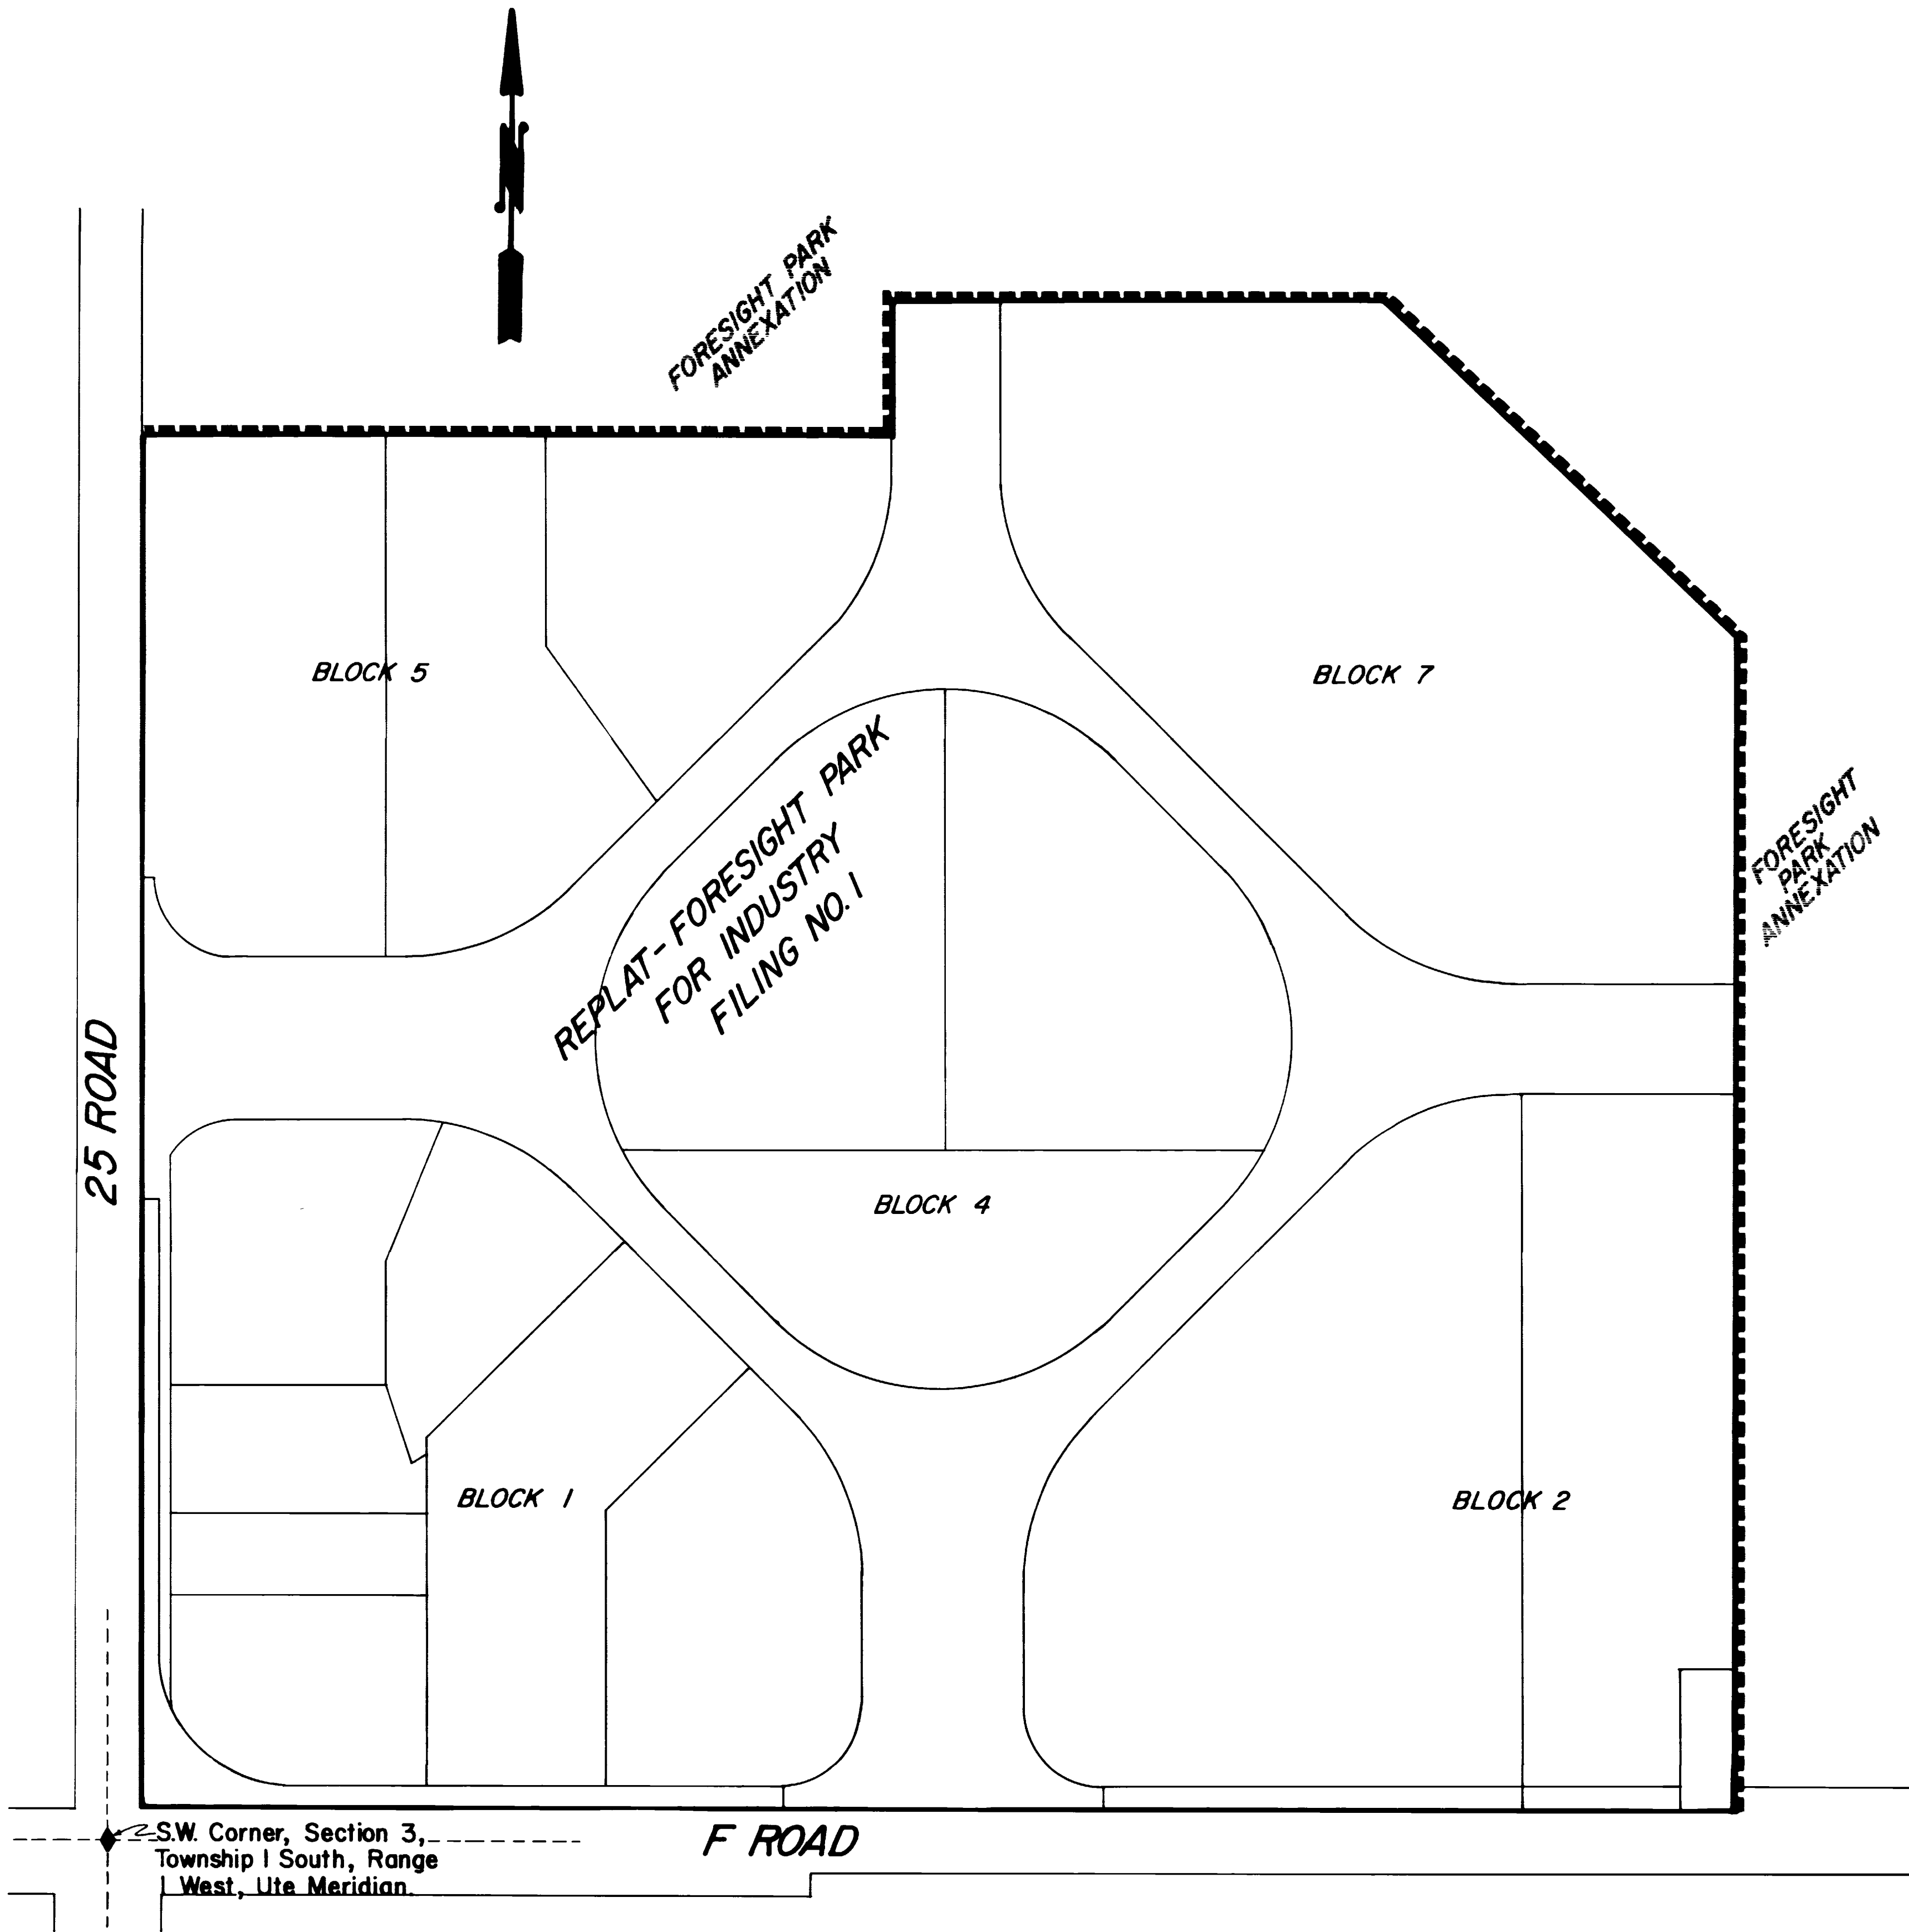 N
FORESIGHT PARK
ANNEXATION
BLOCK 5
BLOCK 7
REPLAT-FORESIGHT PARK
FOR INDUSTRY
FILING NO. 1
FORESIGHT
PARK
ANNEXATION
25 ROAD
BLOCK 4
BLOCK 1
BLOCK 2
S.W. Corner, Section 3,
Township 1 South, Range
1 West, Ute Meridian.
F ROAD